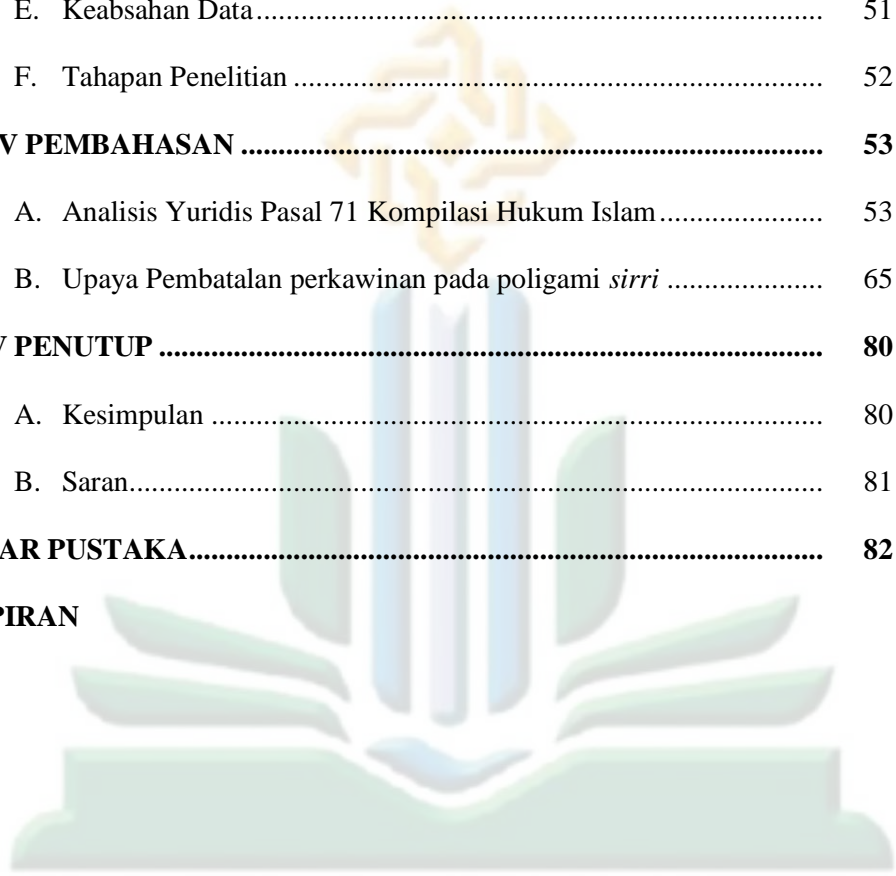 E. Keabsahan Data ........................................................................ 51
F. Tahapan Penelitian ................................................................... 52
V PEMBAHASAN ........................................................................ 53
A. Analisis Yuridis Pasal 71 Kompilasi Hukum Islam ...................... 53
B. Upaya Pembatalan perkawinan pada poligami sirri .................... 65
V PENUTUP .................................................................................. 80
A. Kesimpulan .............................................................................. 80
B. Saran ........................................................................................ 81
AR PUSTAKA ............................................................................... 82
PIRAN